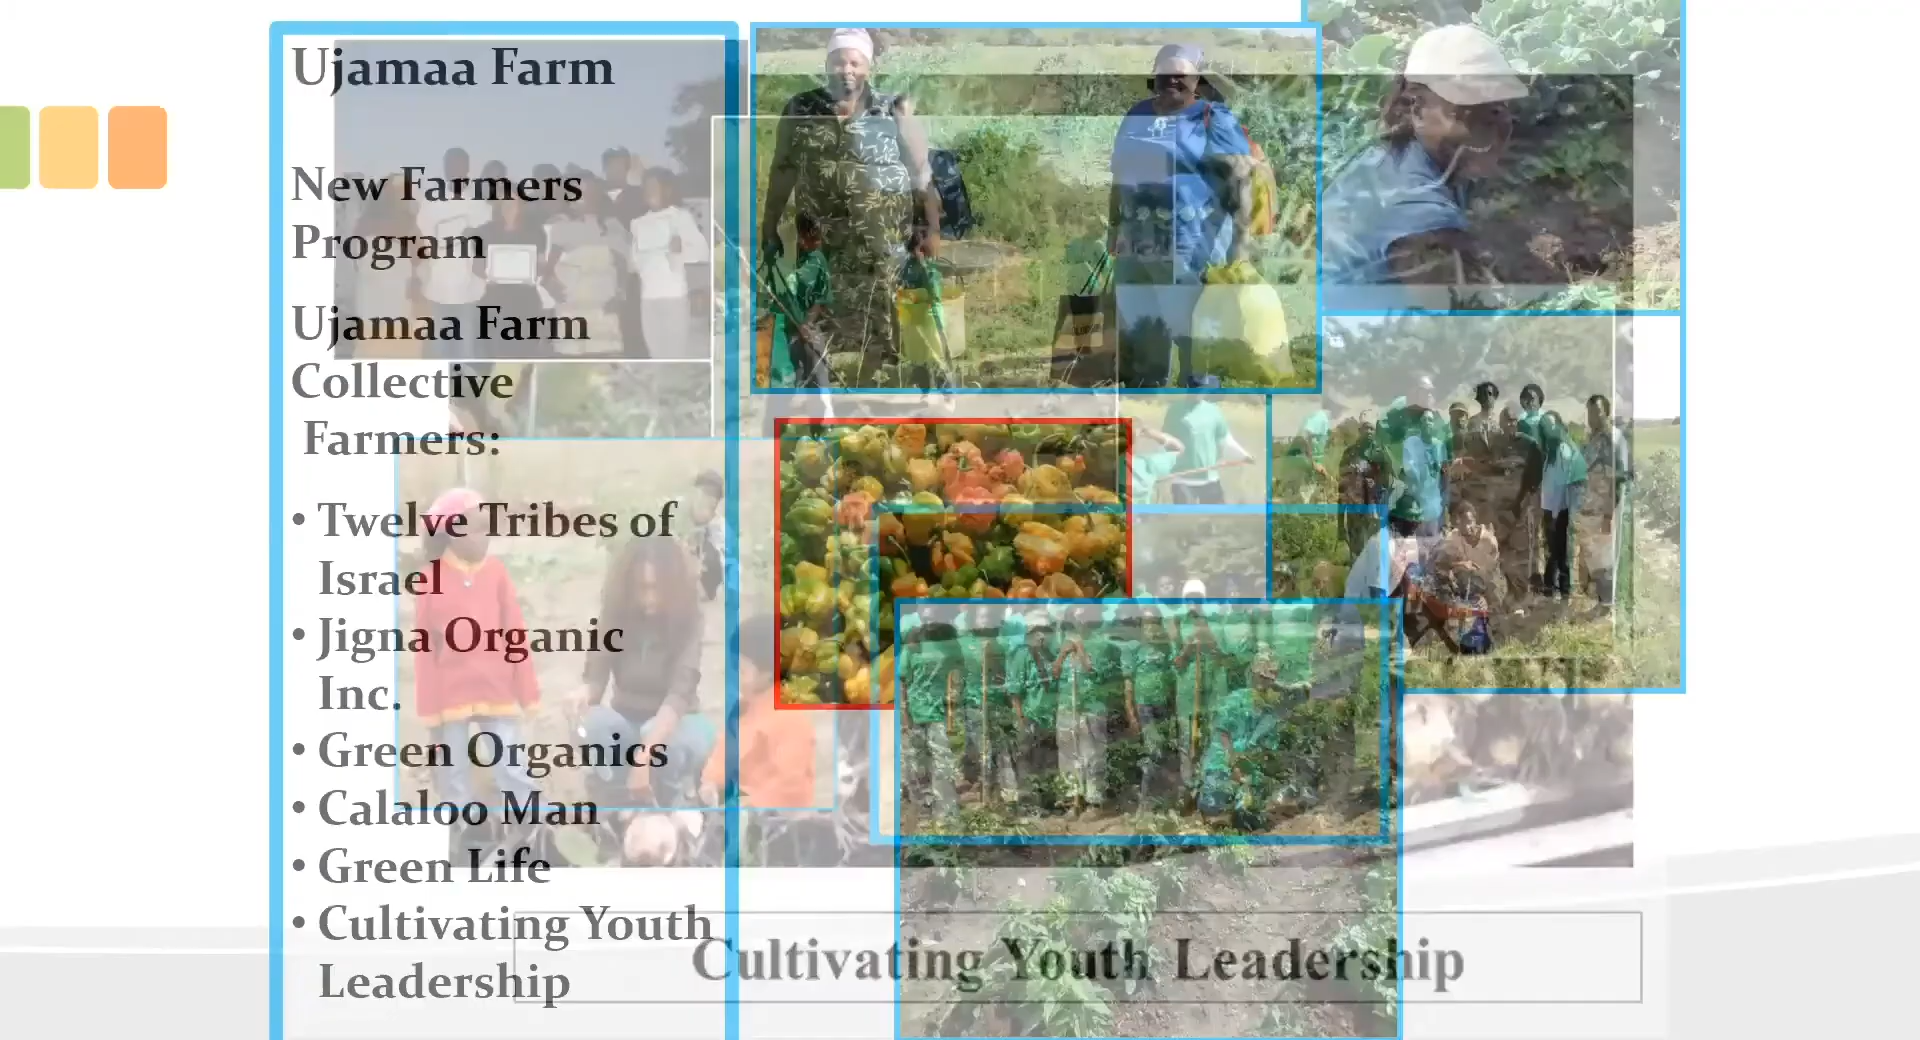 Ujamaa Farm
New Farmers
Program
Ujamaa Farm
Collective
Farmers:
• Twelve Tribes of
Israel
• Jigna Organic
Inc.
• Green Organics
• Calaloo Man
• Green Life
• Cultivating Youth
Leadership
Cultivating Youth Leadership